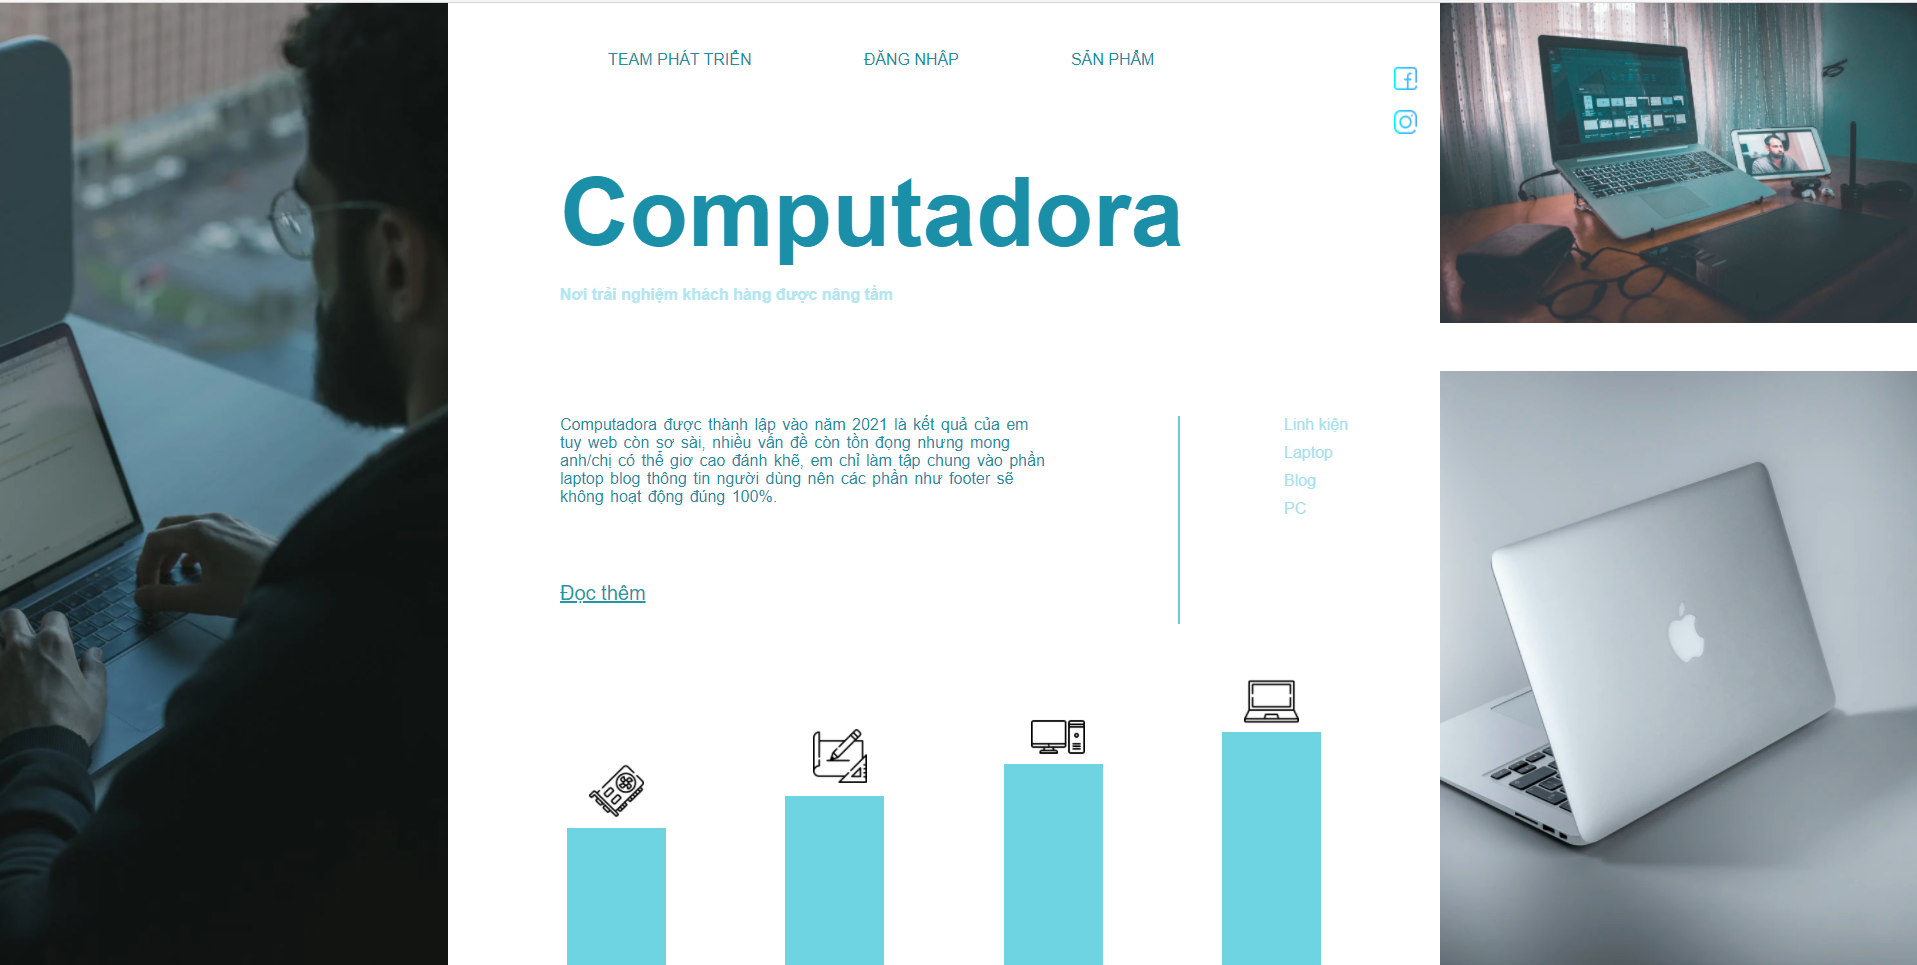 TEAM PHÁT TRIỂN
ĐĂNG NHẬP
SẢN PHẨM
Computadora
Nơi trải nghiệm khách hàng được nâng tầm
Computadora được thành lập vào năm 2021 là kết quả của em
tuy web còn sơ sài, nhiều vấn đề còn tồn đọng nhưng mong
anh/chị có thể giơ cao đánh khẽ, em chỉ làm tập chung vào phần
laptop blog thông tin người dùng nên các phần như footer sẽ
không hoạt động đúng 100%.
Linh kiện
Laptop
Blog
PC
Đọc thêm